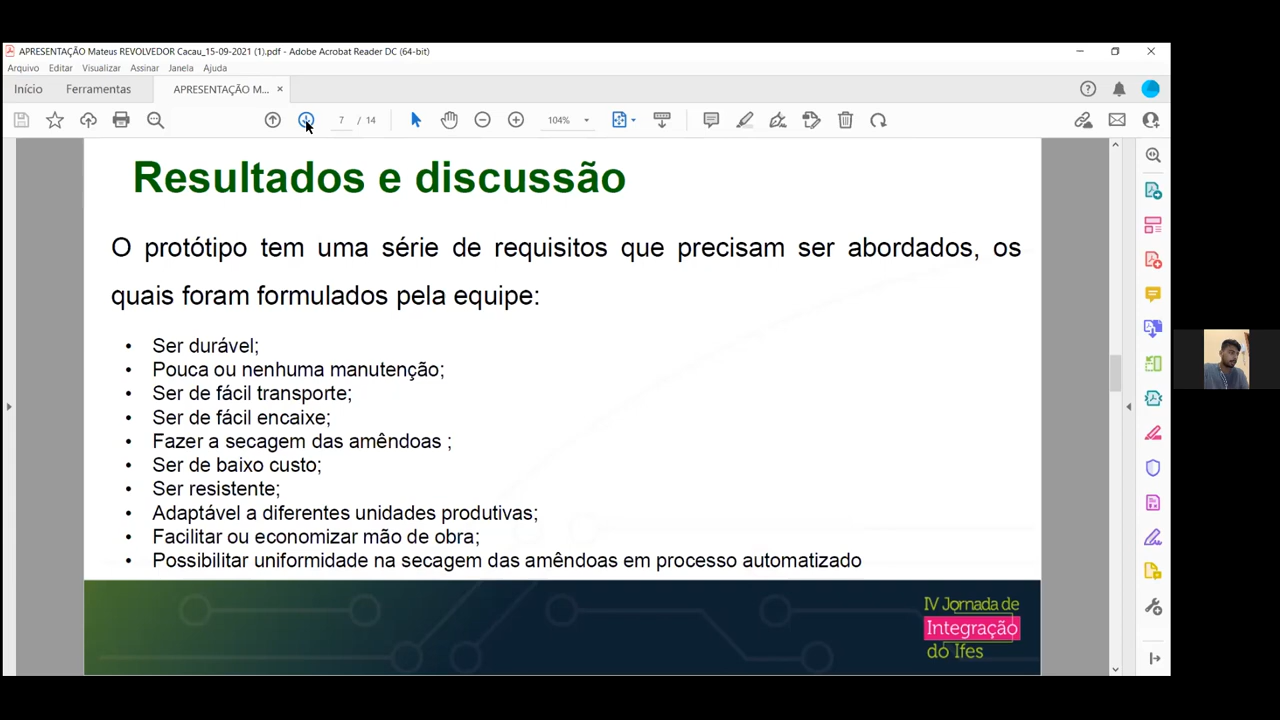 APRESENTAÇÃO Mateus REVOLVEDOR Cacau_15-09-2021 (1).pdf - Adobe Acrobat Reader DC (64-bit)
Arquivo Editar Visualizar Assinar Janela Ajuda
Início Ferramentas APRESENTAÇÃO M... ×
7 / 14 104%
Resultados e discussão
O protótipo tem uma série de requisitos que precisam ser abordados, os
quais foram formulados pela equipe:
• Ser durável;
• Pouca ou nenhuma manutenção;
• Ser de fácil transporte;
• Ser de fácil encaixe;
• Fazer a secagem das amêndoas ;
• Ser de baixo custo;
• Ser resistente;
• Adaptável a diferentes unidades produtivas;
• Facilitar ou economizar mão de obra;
• Possibilitar uniformidade na secagem das amêndoas em processo automatizado
IV Jornada de
Integração
do Ifes